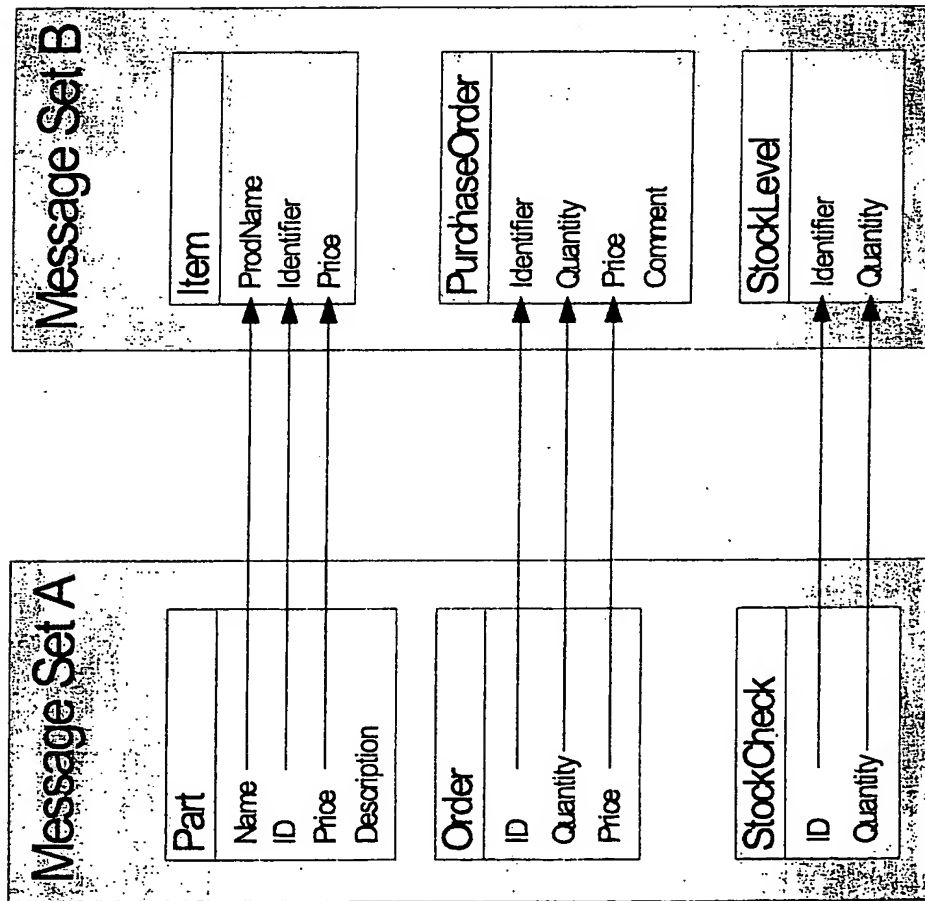 Message Set A
Part
Name
ID
Price
Description
Order
ID
Quantity
Price
StockCheck
ID
Quantity
Message Set B
Item
ProdName
Identifier
Price
PurchaseOrder
Identifier
Quantity
Price
Comment
StockLevel
Identifier
Quantity